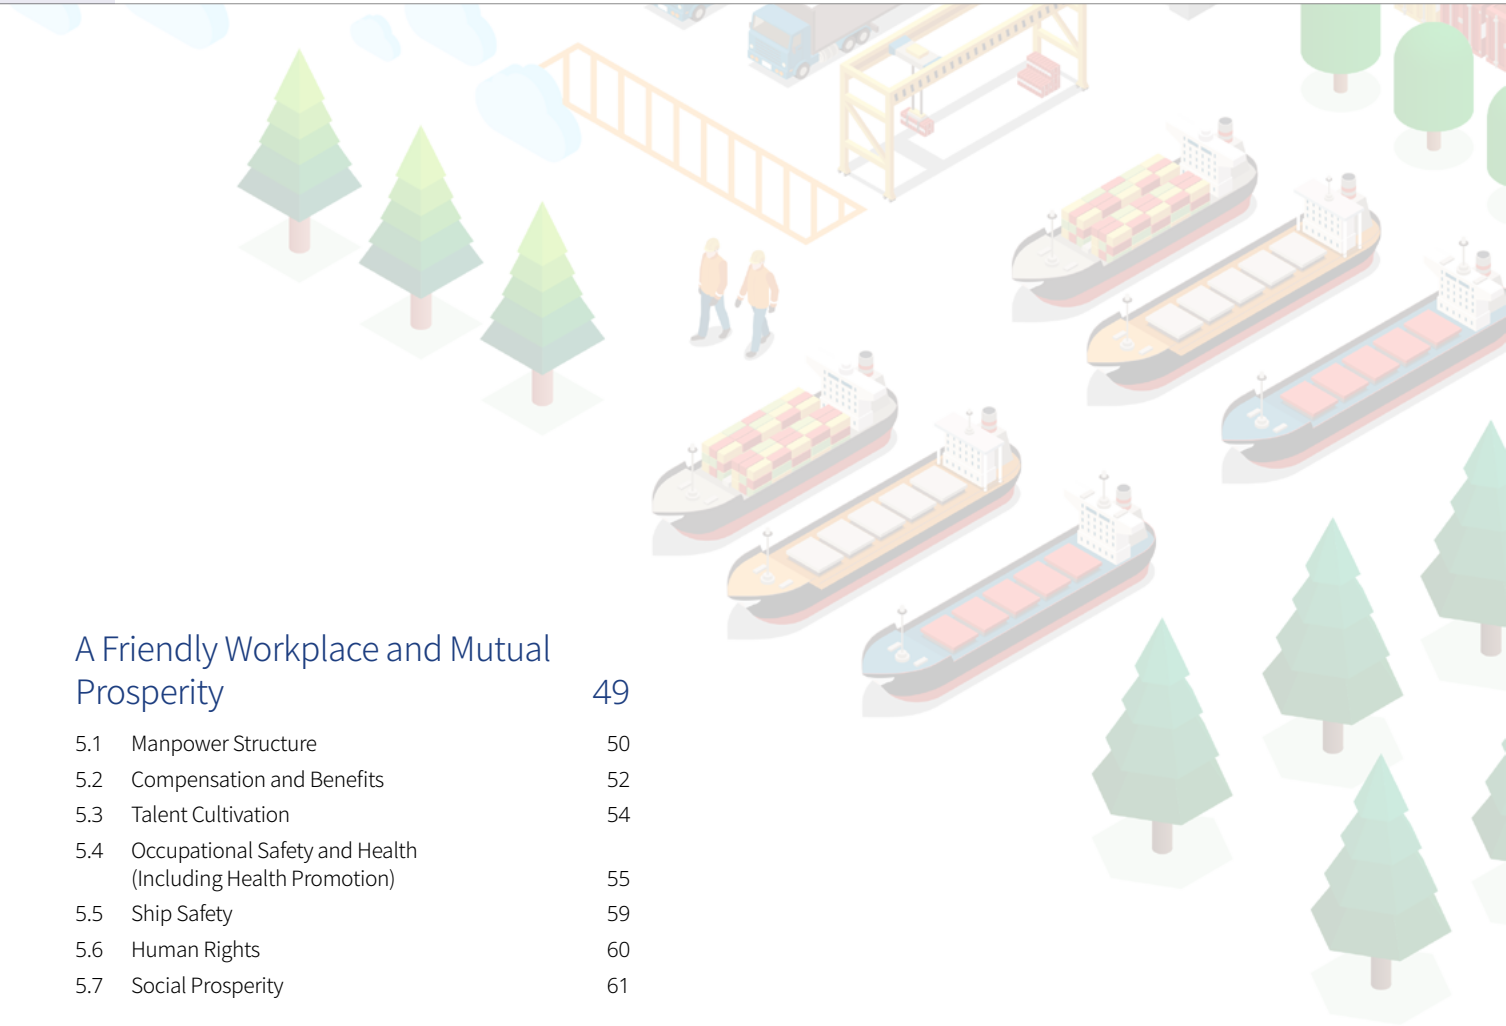 A Friendly Workplace and Mutual
Prosperity 49
5.1 Manpower Structure 50
5.2 Compensation and Benefits 52
5.3 Talent Cultivation 54
5.4 Occupational Safety and Health
(Including Health Promotion) 55
5.5 Ship Safety 59
5.6 Human Rights 60
5.7 Social Prosperity 61